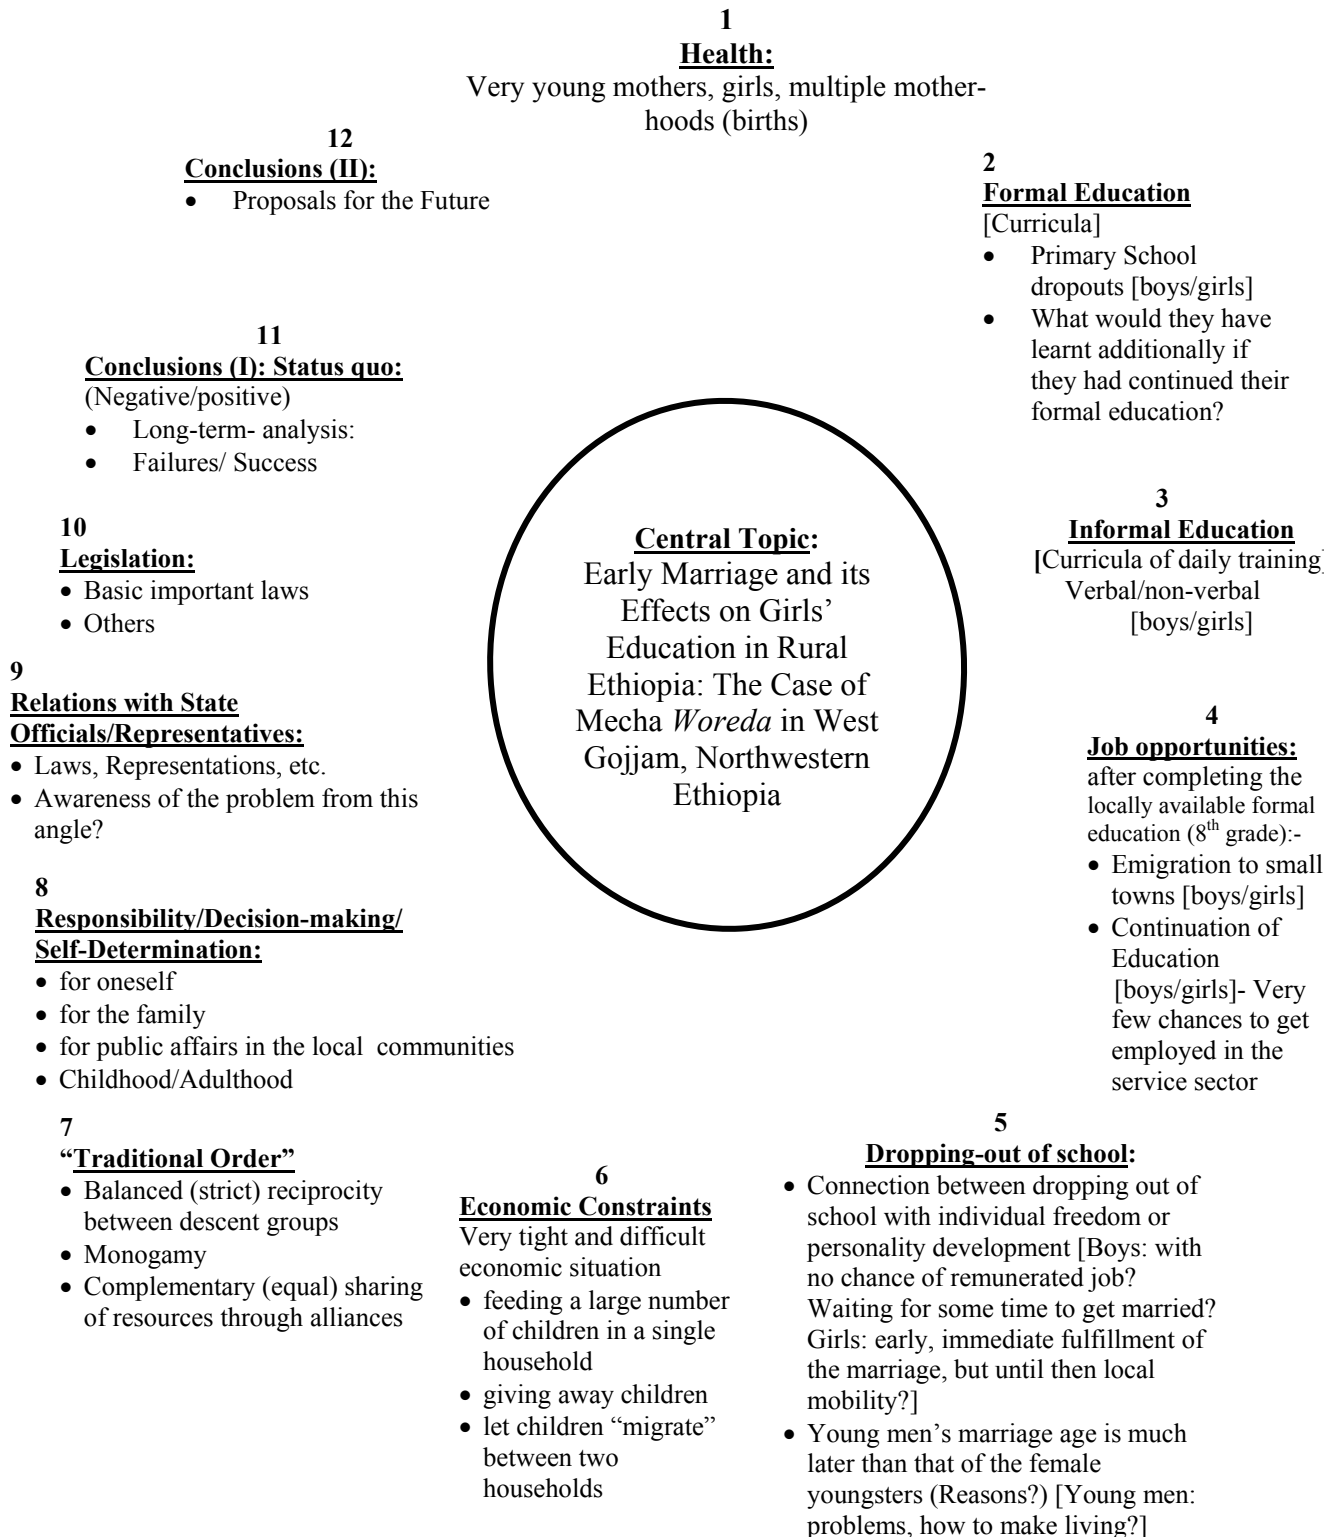 1
Health:
Very young mothers, girls, multiple mother-
hoods (births)
2
Formal Education
[Curricula]
• Primary School
dropouts [boys/girls]
• What would they have
learnt additionally if
they had continued their
formal education?
3
Informal Education
[Curricula of daily training]
Verbal/non-verbal
[boys/girls]
4
Job opportunities:
after completing the
locally available formal
education (8th grade):-
• Emigration to small
towns [boys/girls]
• Continuation of
Education
[boys/girls]- Very
few chances to get
employed in the
service sector
5
Dropping-out of school:
• Connection between dropping out of
school with individual freedom or
personality development [Boys: with
no chance of remunerated job?
Waiting for some time to get married?
Girls: early, immediate fulfillment of
the marriage, but until then local
mobility?]
• Young men’s marriage age is much
later than that of the female
youngsters (Reasons?) [Young men:
problems, how to make living?]
6
Economic Constraints
Very tight and difficult
economic situation
• feeding a large number
of children in a single
household
• giving away children
• let children “migrate”
between two
households
7
“Traditional Order”
• Balanced (strict) reciprocity
between descent groups
• Monogamy
• Complementary (equal) sharing
of resources through alliances
8
Responsibility/Decision-making/
Self-Determination:
• for oneself
• for the family
• for public affairs in the local communities
• Childhood/Adulthood
9
Relations with State
Officials/Representatives:
• Laws, Representations, etc.
• Awareness of the problem from this
angle?
10
Legislation:
• Basic important laws
• Others
11
Conclusions (I): Status quo:
(Negative/positive)
• Long-term- analysis:
• Failures/ Success
12
Conclusions (II):
• Proposals for the Future
Central Topic:
Early Marriage and its
Effects on Girls’
Education in Rural
Ethiopia: The Case of
Mecha Woreda in West
Gojjam, Northwestern
Ethiopia